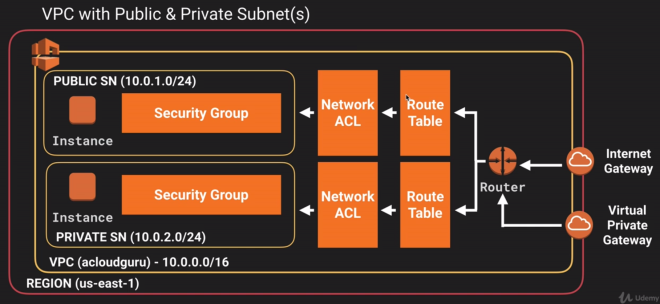 VPC with Public & Private Subnet(s)
PUBLIC SN (10.0.1.0/24)
Instance
Security Group
Network
ACL
Route
Table
Instance
Security Group
PRIVATE SN (10.0.2.0/24)
Network
ACL
Route
Table
Router
Internet
Gateway
Virtual
Private
Gateway
VPC (acloudguru) - 10.0.0.0/16
REGION (us-east-1)
Udemy